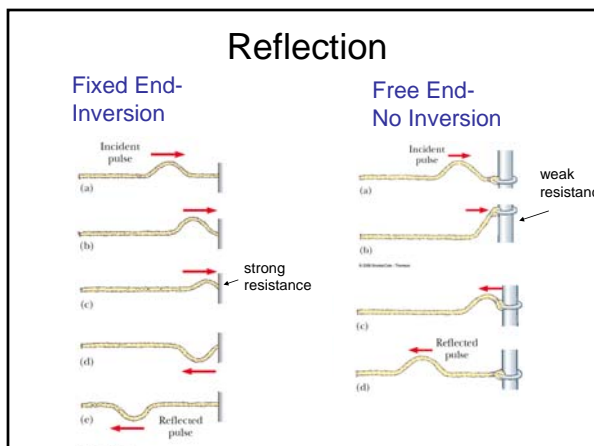 Reflection
Fixed End-
Inversion
Incident
pulse
(a)
(b)
(c)
strong
resistance
(d)
(e)
Reflected
pulse
Free End-
No Inversion
Incident
pulse
(a)
weak
resistanc
(b)
(c)
Reflected
pulse
(d)